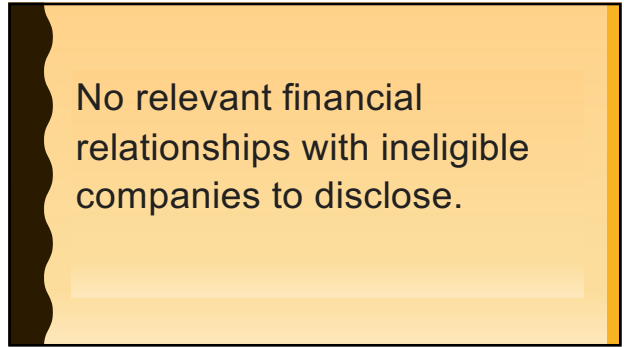 No relevant financial
relationships with ineligible
companies to disclose.